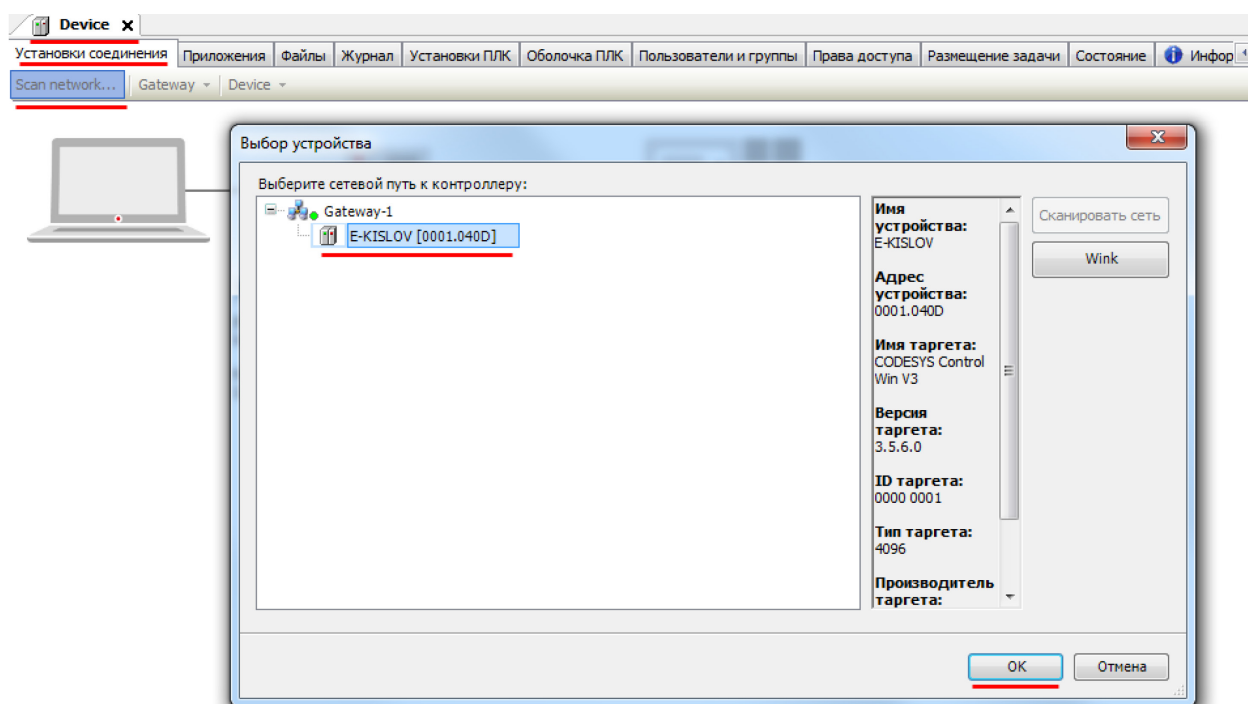 Device
Установки соединения Приложения Файлы Журнал Установки ПЛК Оболочка ПЛК Пользователи и группы Права доступа Размещение задачи Состояние Инфор
Scan network... Gateway Device
Выбор устройства
Выберите сетевой путь к контроллеру:
Gateway-1
E-KISLOV [0001.040D]
Имя
устройства:
E-KISLOV
Адрес
устройства:
0001.040D
Имя таргета:
CODESYS Control
Win V3
Версия
таргета:
3.5.6.0
ID таргета:
0000 0001
Тип таргета:
4096
Производитель
таргета:
Сканировать сеть
Wink
OK Отмена